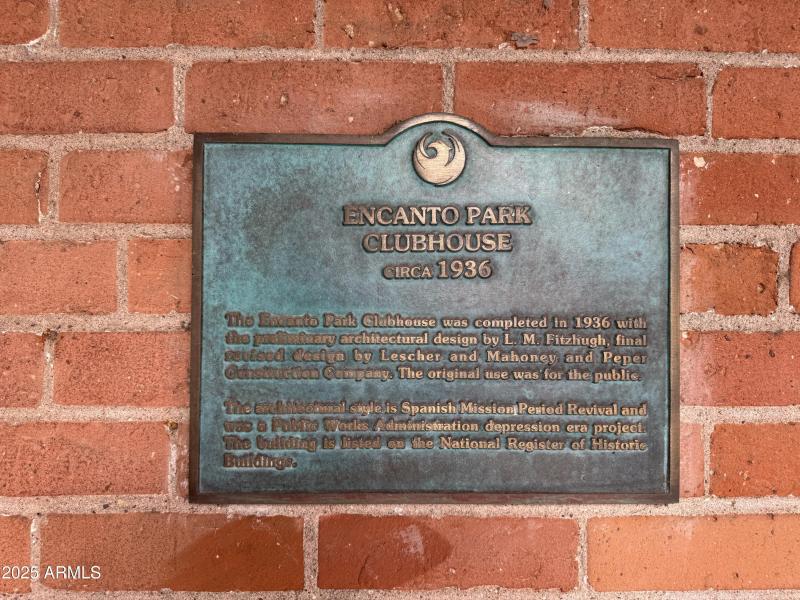 ENCANTO PARK
CLUBHOUSE
CIRCA 1936
The Encanto Park Clubhouse was completed in 1936 with
the preliminary architectural design by L. M. Fitzhugh, final
revised design by Lescher and Mahoney and Peper
Construction Company. The original use was for the public.
The architectural style is Spanish Mission Period Revival and
was a Public Works Administration depression era project.
The building is listed on the National Register of Historic
Buildings.
2025 ARMLS